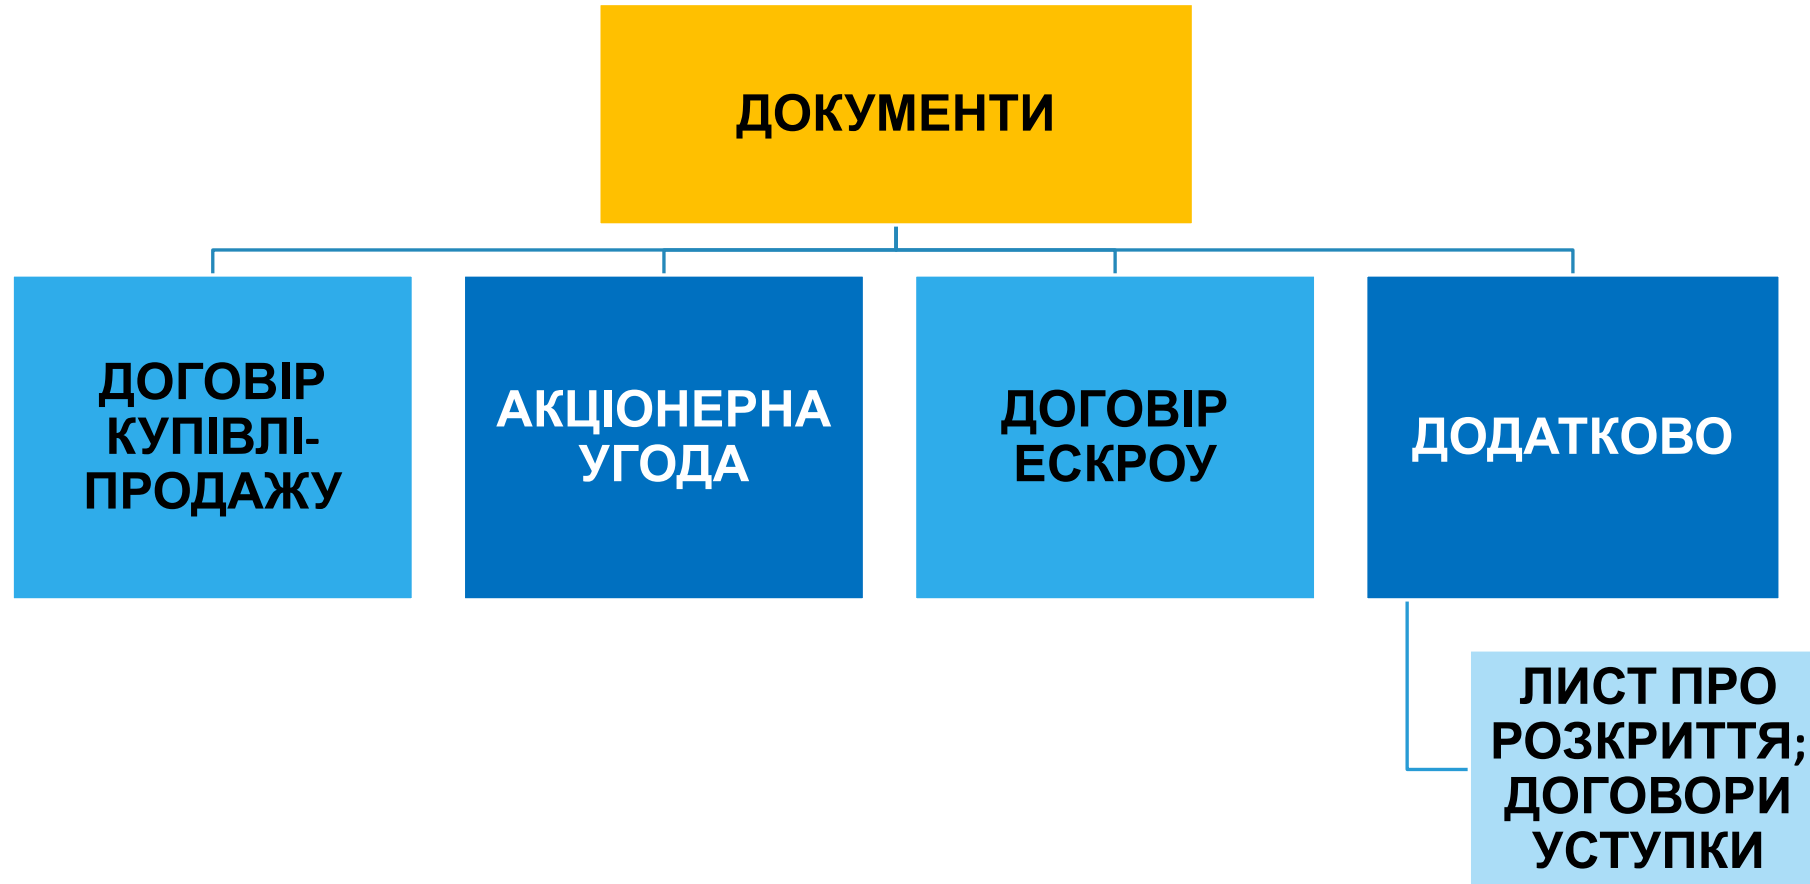 ДОКУМЕНТИ
ДОГОВІР
КУПІВЛІ-
ПРОДАЖУ
АКЦІОНЕРНА
УГОДА
ДОГОВІР
ЕСКРОУ
ДОДАТКОВО
ЛИСТ ПРО
РОЗКРИТТЯ;
ДОГОВОРИ
УСТУПКИ